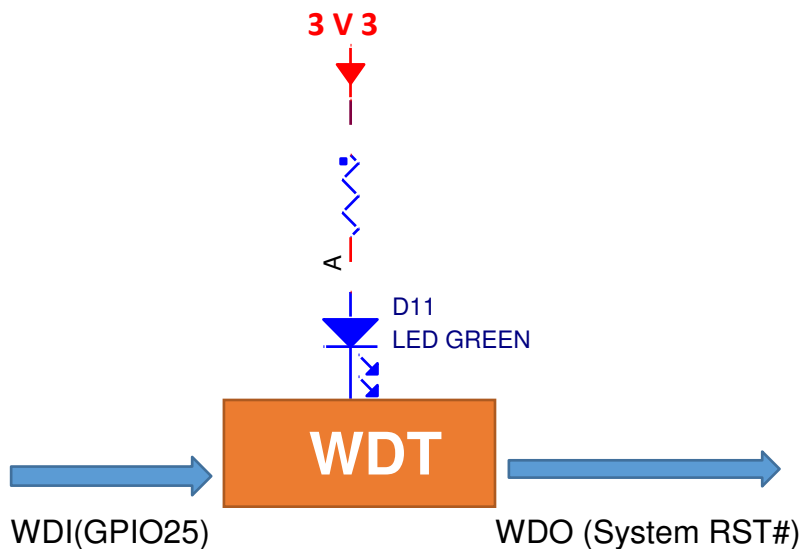 3 V 3
A
D11
LED GREEN
WDT
WDI(GPIO25)
WDO (System RST#)